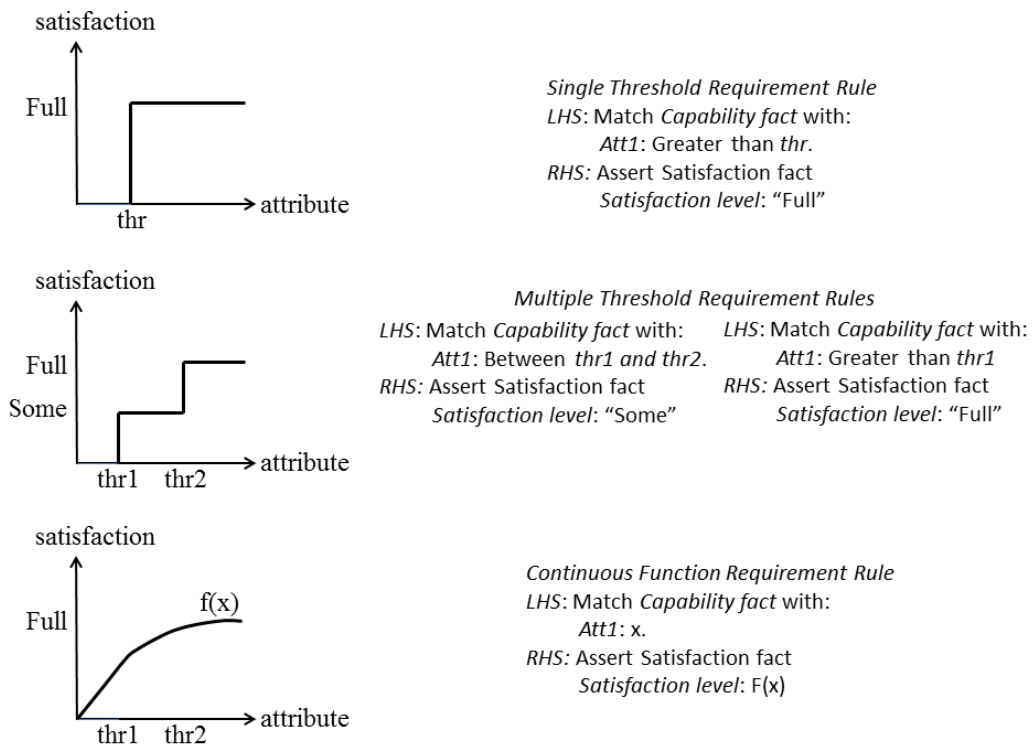 satisfaction
Full
thr
attribute
Single Threshold Requirement Rule
LHS: Match Capability fact with:
Att1: Greater than thr.
RHS: Assert Satisfaction fact
Satisfaction level: “Full”
satisfaction
Full
Some
thr1 thr2
attribute
Multiple Threshold Requirement Rules
LHS: Match Capability fact with:
Att1: Between thr1 and thr2.
RHS: Assert Satisfaction fact
Satisfaction level: “Some”
LHS: Match Capability fact with:
Att1: Greater than thr1
RHS: Assert Satisfaction fact
Satisfaction level: “Full”
satisfaction
Full
f(x)
thr1 thr2
attribute
Continuous Function Requirement Rule
LHS: Match Capability fact with:
Att1: x.
RHS: Assert Satisfaction fact
Satisfaction level: F(x)